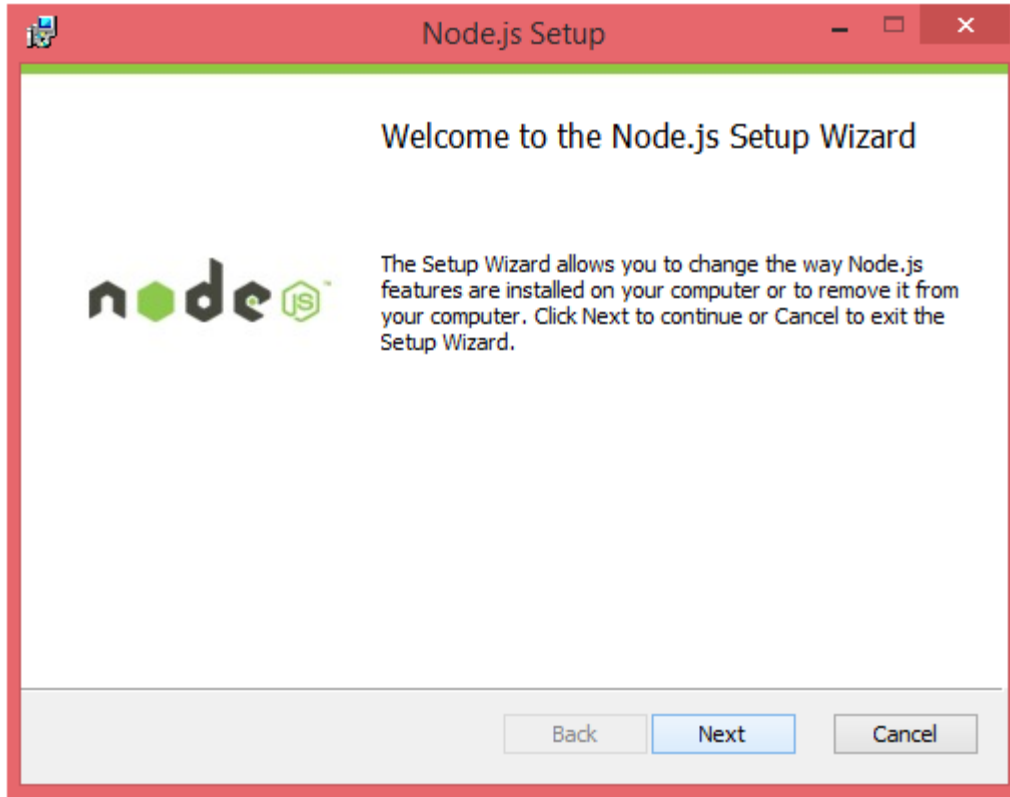 Node.js Setup
Welcome to the Node.js Setup Wizard
node JS™
The Setup Wizard allows you to change the way Node.js
features are installed on your computer or to remove it from
your computer. Click Next to continue or Cancel to exit the
Setup Wizard.
Back Next Cancel